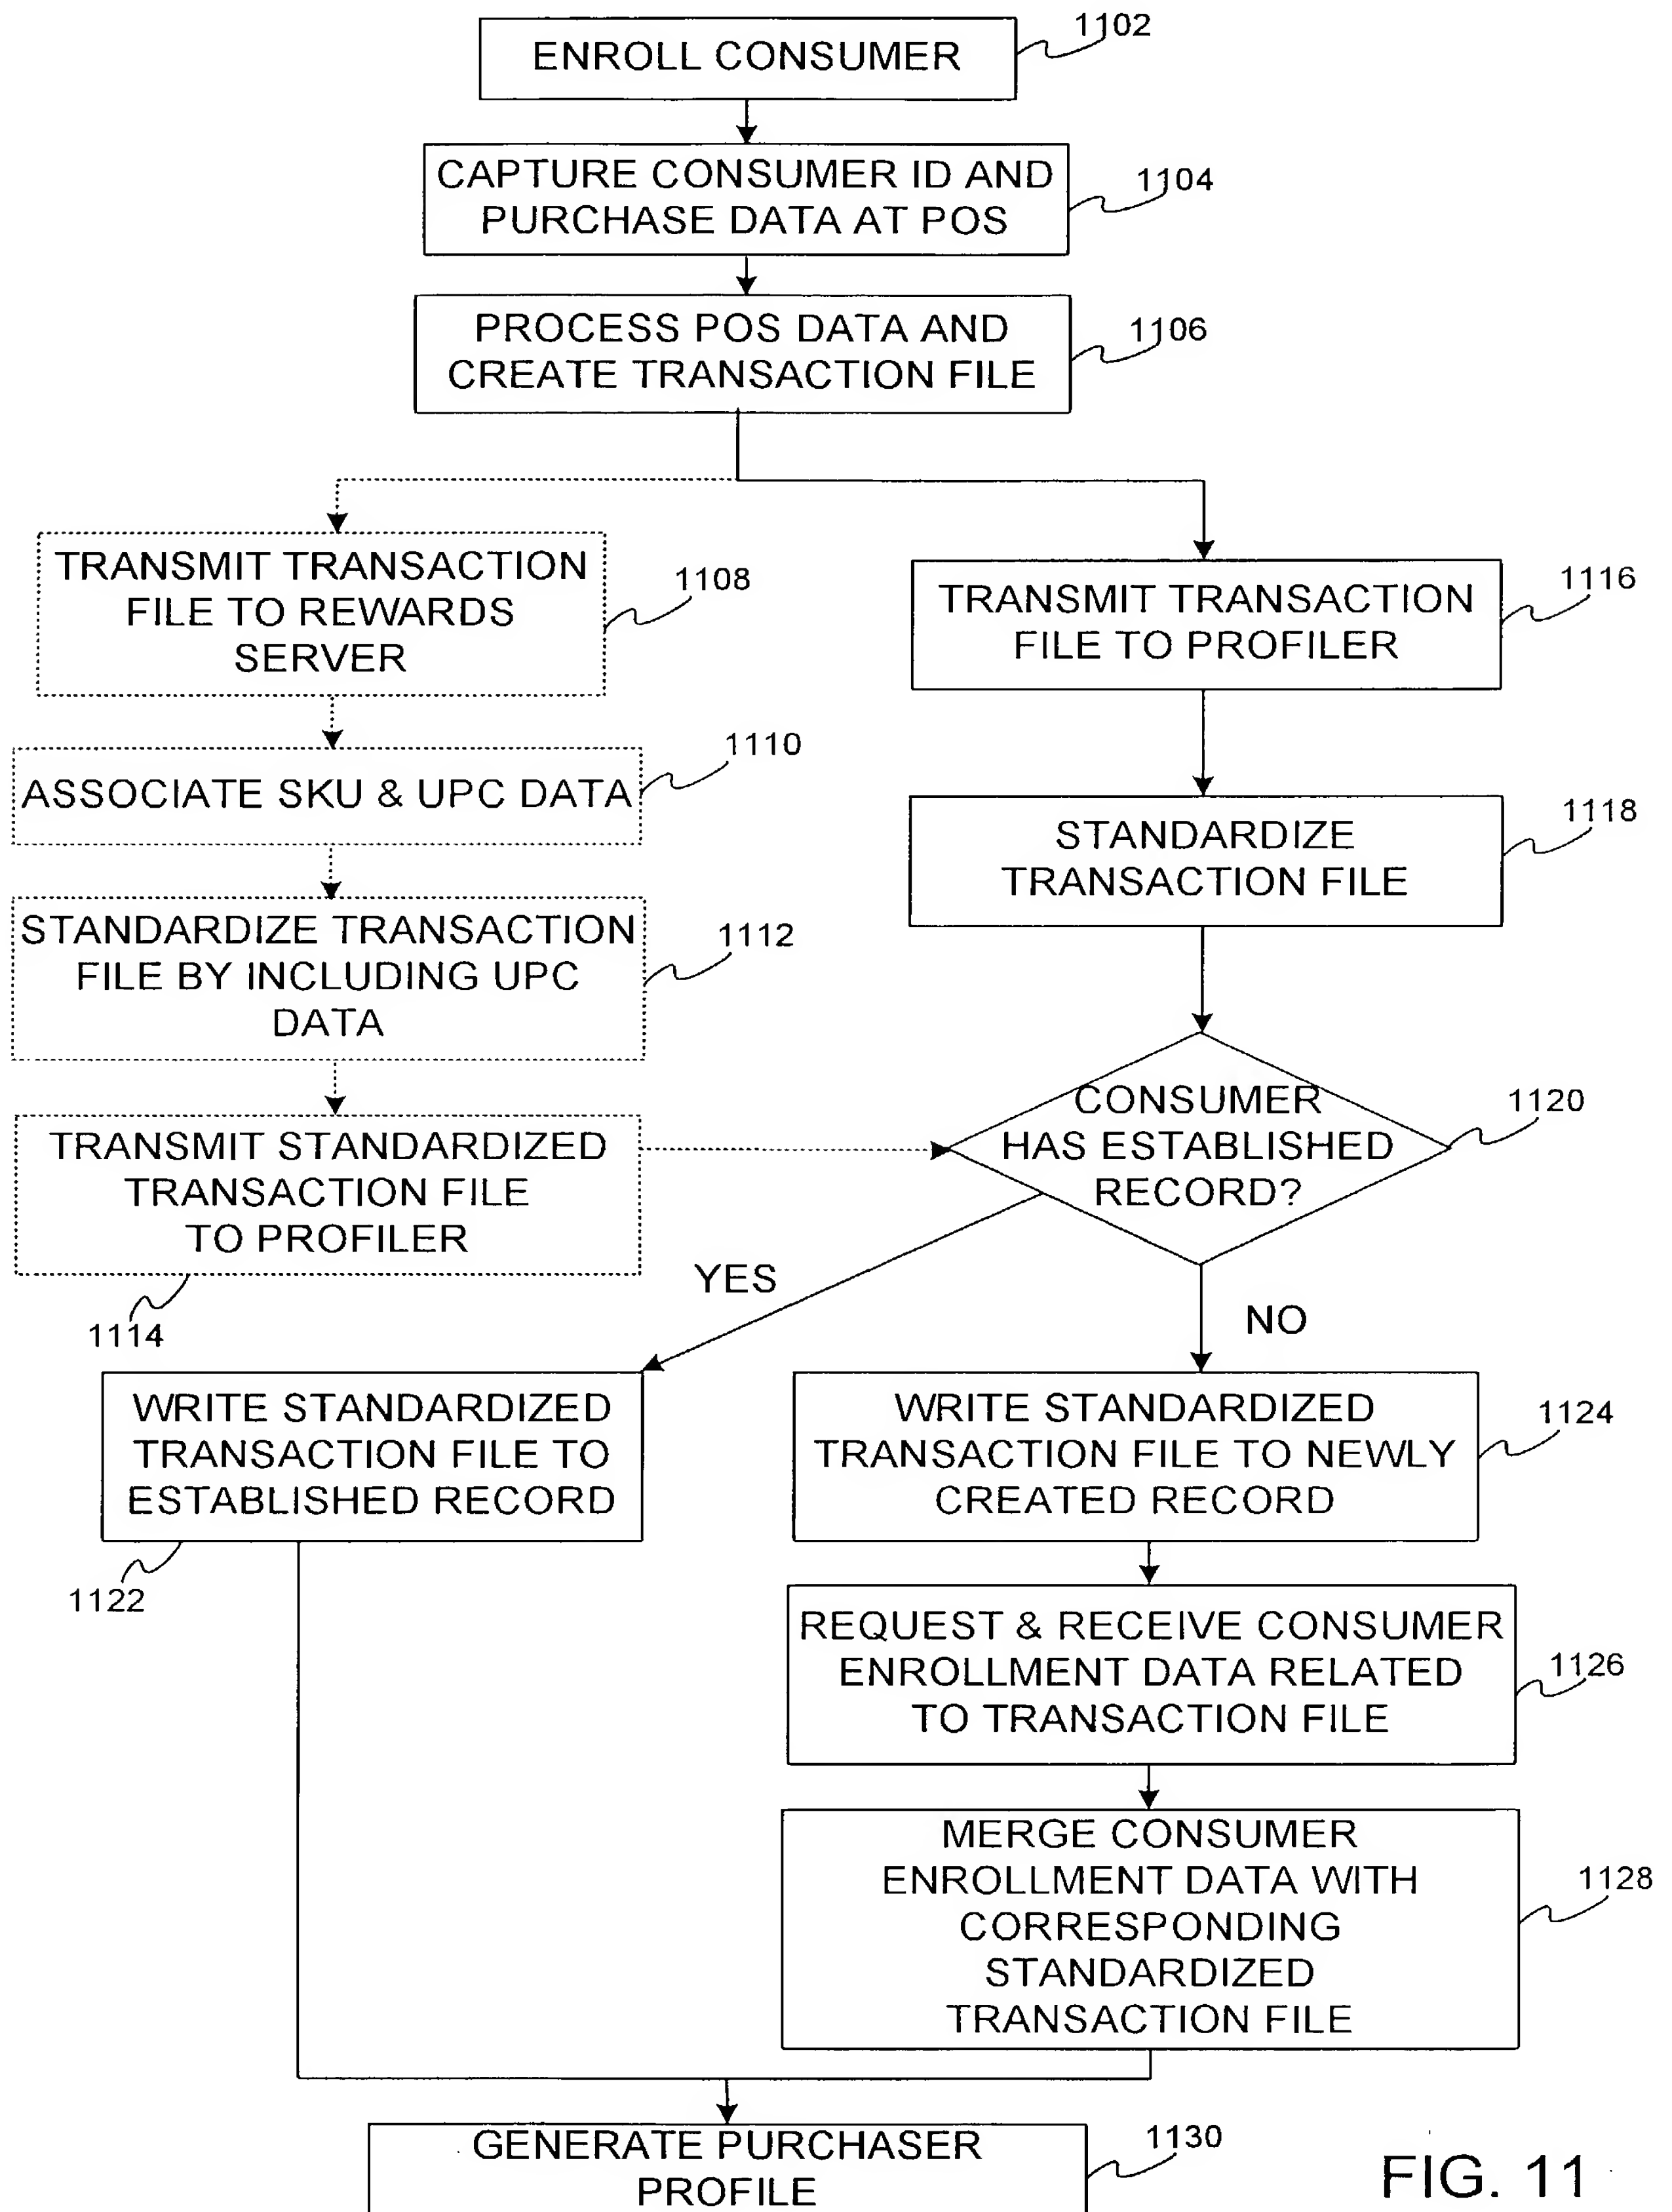 1102
ENROLL CONSUMER
1104
CAPTURE CONSUMER ID AND
PURCHASE DATA AT POS
1106
PROCESS POS DATA AND
CREATE TRANSACTION FILE
TRANSMIT TRANSACTION
FILE TO REWARDS
SERVER
1108
ASSOCIATE SKU & UPC DATA
1110
STANDARDIZE TRANSACTION
FILE BY INCLUDING UPC
DATA
1112
TRANSMIT STANDARDIZED
TRANSACTION FILE
TO PROFILER
1114
TRANSMIT TRANSACTION
FILE TO PROFILER
1116
STANDARDIZE
TRANSACTION FILE
1118
CONSUMER
HAS ESTABLISHED
RECORD?
1120
YES
NO
WRITE STANDARDIZED
TRANSACTION FILE TO
ESTABLISHED RECORD
1122
WRITE STANDARDIZED
TRANSACTION FILE TO NEWLY
CREATED RECORD
1124
REQUEST & RECEIVE CONSUMER
ENROLLMENT DATA RELATED
TO TRANSACTION FILE
1126
MERGE CONSUMER
ENROLLMENT DATA WITH
CORRESPONDING
STANDARDIZED
TRANSACTION FILE
1128
GENERATE PURCHASER
PROFILE
1130
FIG. 11